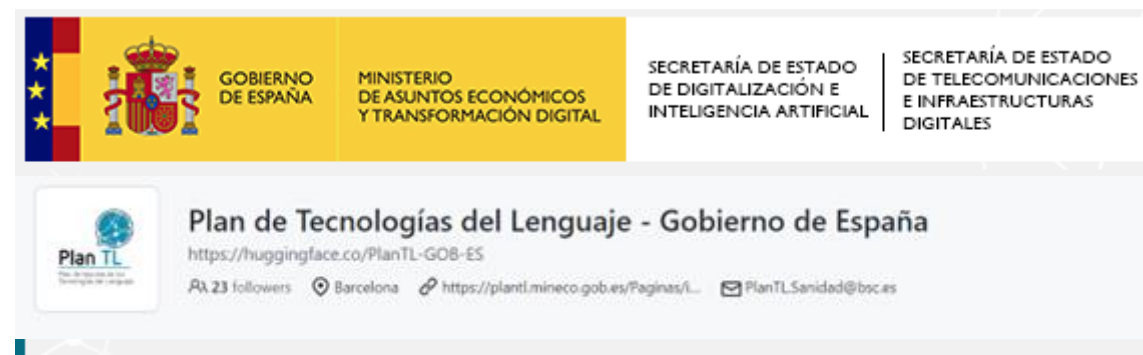 GOBIERNO
DE ESPAÑA
MINISTERIO
DE ASUNTOS ECONÓMICOS
Y TRANSFORMACIÓN DIGITAL
SECRETARÍA DE ESTADO
DE DIGITALIZACIÓN E
INTELIGENCIA ARTIFICIAL
SECRETARÍA DE ESTADO
DE TELECOMUNICACIONES
E INFRAESTRUCTURAS
DIGITALES
Plan TL
Plan de Tecnologías del Lenguaje - Gobierno de España
https://huggingface.co/PlanTL-GOB-ES
23 followers Barcelona https://plantl.mineco.gob.es/Paginas/i... PlanTL.Sanidad@bsc.es